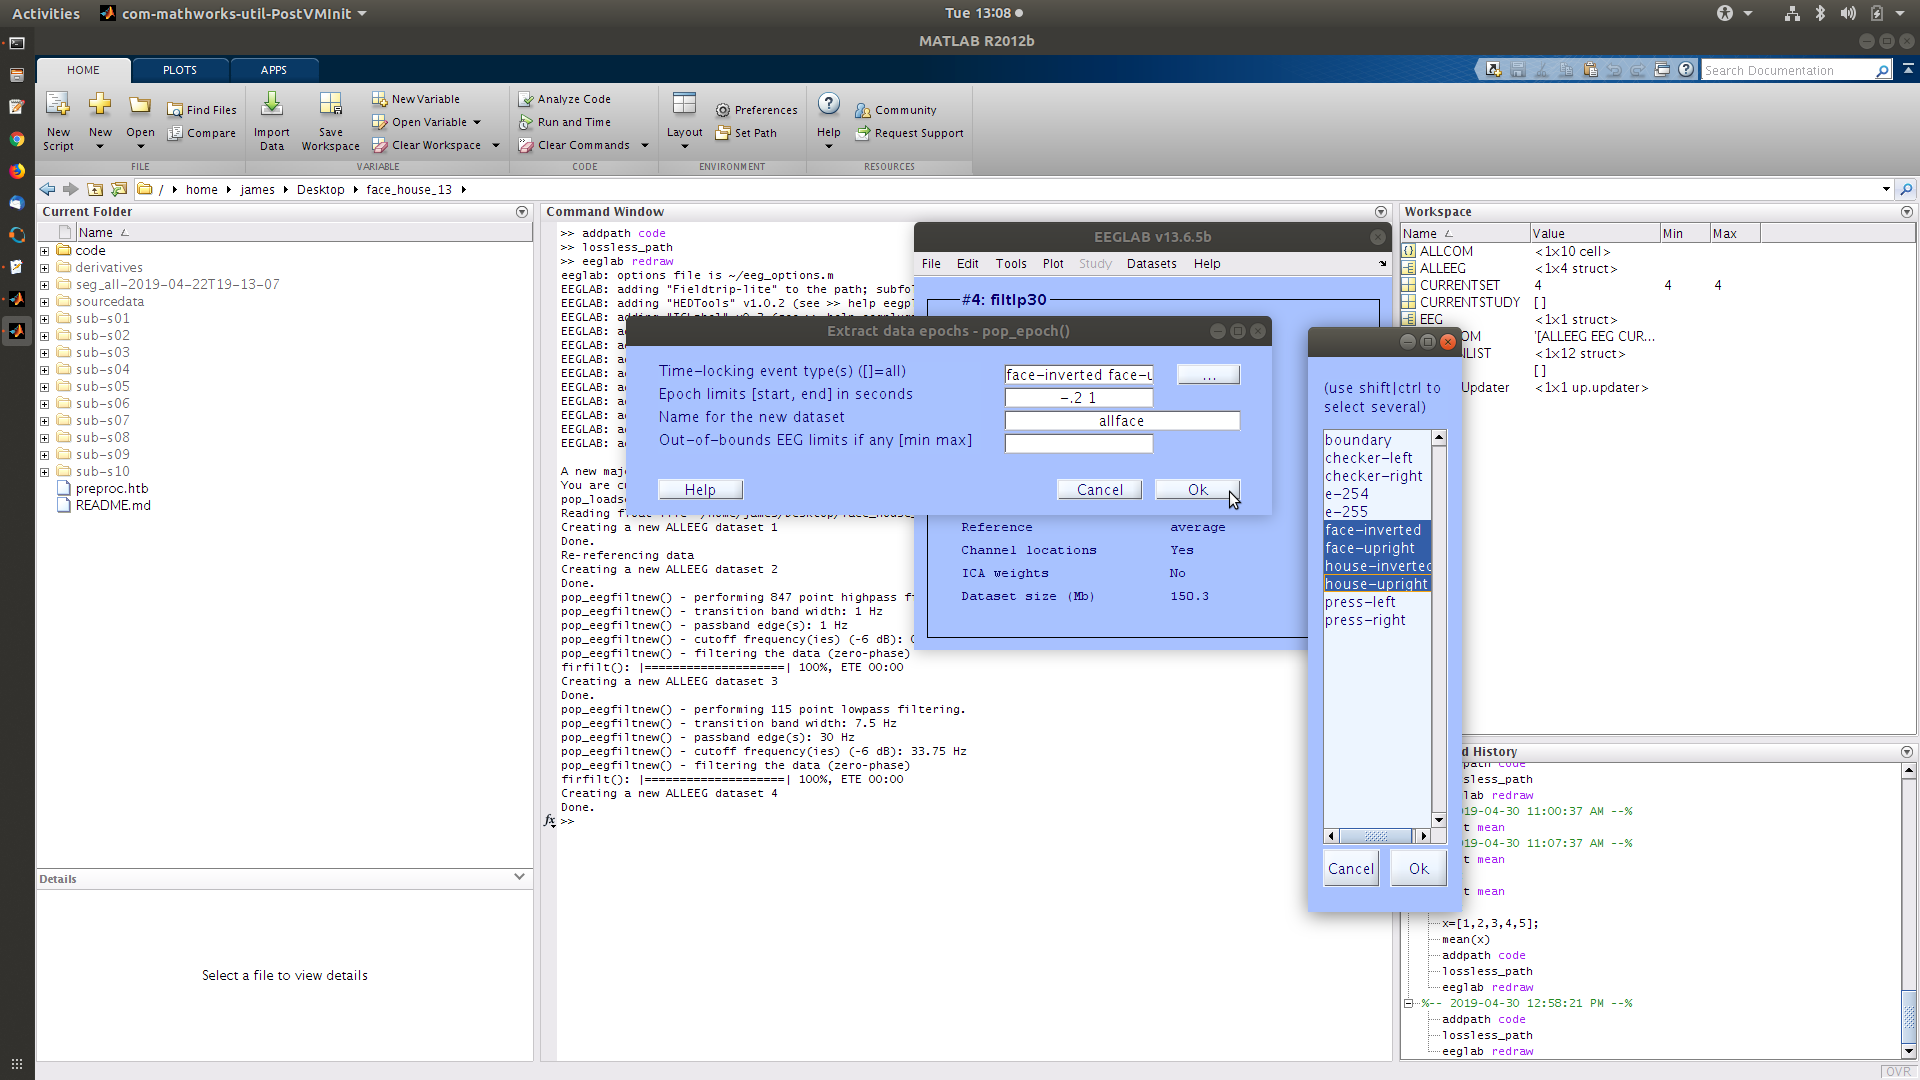 Activities
com-mathworks-util-PostVMInit
Tue 13:08
MATLAB R2012b
HOME
PLOTS
APPS
Search Documentation
New Script
New
Open
Find Files
Compare
FILE
Import Data
Save Workspace
New Variable
Open Variable
Clear Workspace
VARIABLE
Analyze Code
Run and Time
Clear Commands
CODE
Layout
Preferences
Set Path
ENVIRONMENT
Help
Community
Request Support
RESOURCES
/ home james Desktop face_house_13
Current Folder
Name
code
derivatives
seg_all-2019-04-22T19-13-07
sourcedata
sub-s01
sub-s02
sub-s03
sub-s04
sub-s05
sub-s06
sub-s07
sub-s08
sub-s09
sub-s10
preproc.htb
README.md
Details
Select a file to view details
Command Window
>> addpath code
>> lossless_path
>> eeglab redraw
eeglab: options file is ~/eeg_options.m
EEGLAB: adding "Fieldtrip-lite" to the path; subfo
EEGLAB: adding "HEDTools" v1.0.2 (see >> help eegp
EEGLAB: a
EEGLAB: a
EEGLAB: a
EEGLAB: a
EEGLAB: a
EEGLAB: a
EEGLAB: a
EEGLAB: a
EEGLAB: a
A new maj
You are c
pop_loads
Creating a new ALLEEG dataset 1
Done.
Re-referencing data
Creating a new ALLEEG dataset 2
Done.
pop_eegfiltnew() - performing 847 point highpass f
pop_eegfiltnew() - transition band width: 1 Hz
pop_eegfiltnew() - passband edge(s): 1 Hz
pop_eegfiltnew() - cutoff frequency(ies) (-6 dB):
pop_eegfiltnew() - filtering the data (zero-phase)
firfilt(): |====================| 100%, ETE 00:00
Creating a new ALLEEG dataset 3
Done.
pop_eegfiltnew() - performing 115 point lowpass filtering.
pop_eegfiltnew() - transition band width: 7.5 Hz
pop_eegfiltnew() - passband edge(s): 30 Hz
pop_eegfiltnew() - cutoff frequency(ies) (-6 dB): 33.75 Hz
pop_eegfiltnew() - filtering the data (zero-phase)
firfilt(): |====================| 100%, ETE 00:00
Creating a new ALLEEG dataset 4
Done.
fx >>
EEGLAB v13.6.5b
File Edit Tools Plot Study Datasets Help
#4: filtlp30
Reference average
Channel locations Yes
ICA weights No
Dataset size (Mb) 150.3
Extract data epochs - pop_epoch()
Time-locking event type(s) ([]=all) face-inverted face-u ...
Epoch limits [start, end] in seconds -.2 1
Name for the new dataset allface
Out-of-bounds EEG limits if any [min max]
Help
Cancel
Ok
(use shift|ctrl to
select several)
boundary
checker-left
checker-right
e-254
e-255
face-inverted
face-upright
house-inverted
house-upright
press-left
press-right
Cancel
Ok
Workspace
Name Value Min Max
ALLCOM <1x10 cell>
ALLEEG <1x4 struct>
CURRENTSET 4 4 4
CURRENTSTUDY []
EEG <1x1 struct>
OM '[ALLEEG EEG CUR...
LIST <1x12 struct>
[]
Updater <1x1 up.updater>
d History
path code
ssless_path
lab redraw
019-04-30 11:00:37 AM --%
t mean
019-04-30 11:07:37 AM --%
t mean
t mean
x=[1,2,3,4,5];
mean(x)
addpath code
lossless_path
eeglab redraw
%-- 2019-04-30 12:58:21 PM --%
addpath code
lossless_path
eeglab redraw
OVR